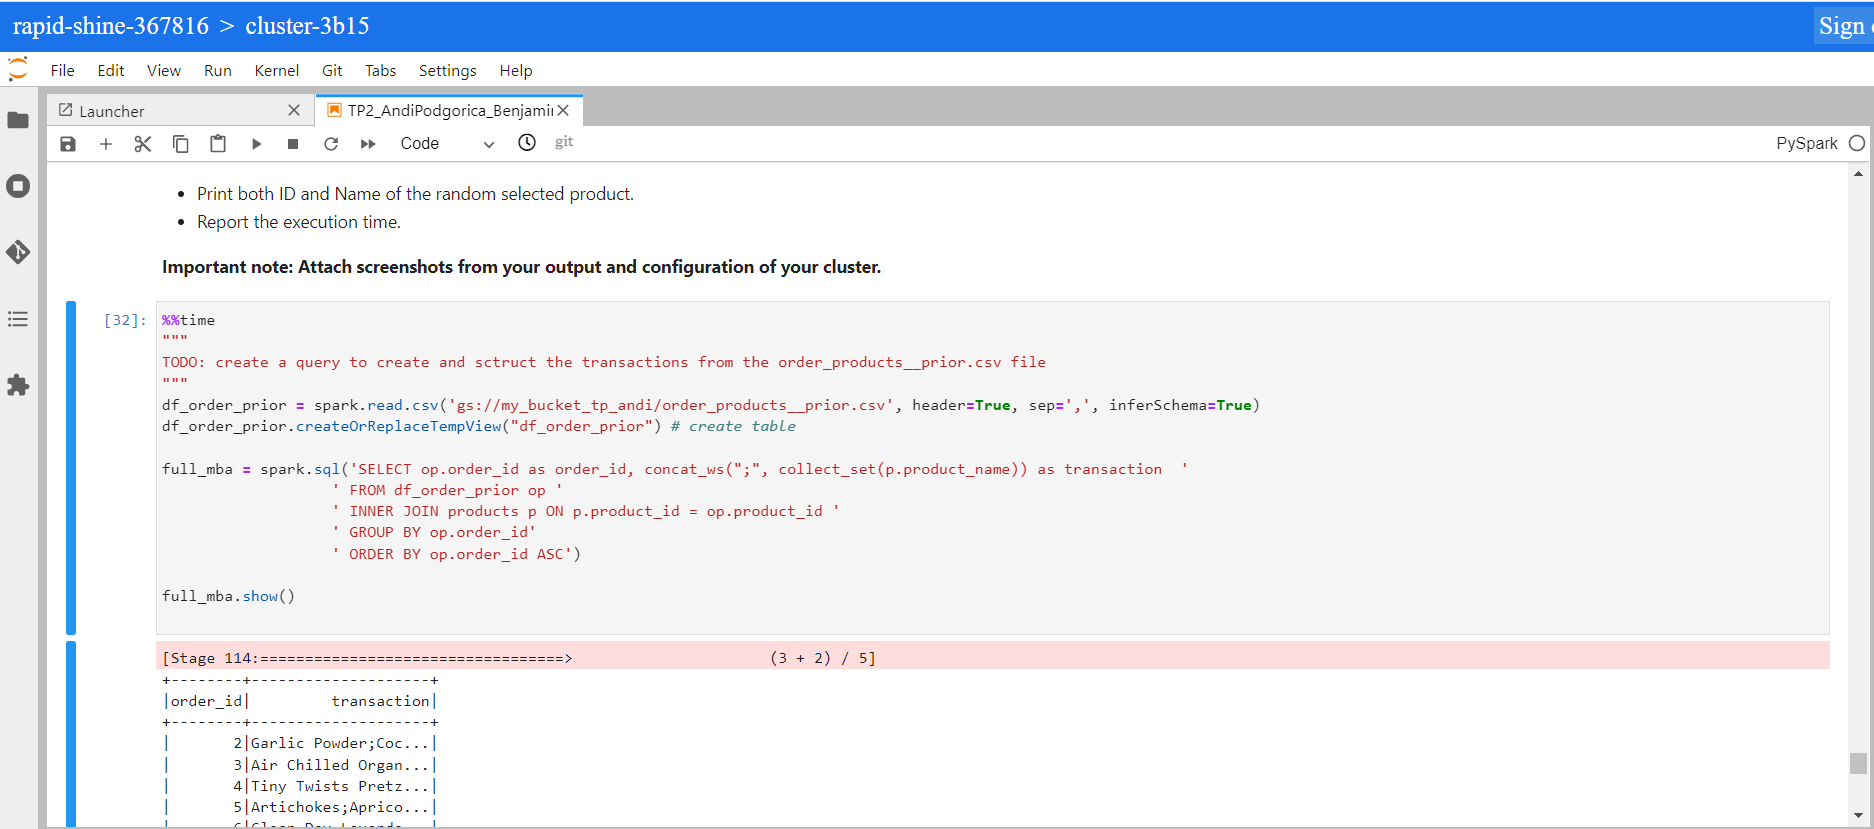 rapid-shine-367816 > cluster-3b15
Sign
File Edit View Run Kernel Git Tabs Settings Help
Launcher
TP2_AndiPodgorica_Benjamin
Code
git
PySpark
• Print both ID and Name of the random selected product.
• Report the execution time.
Important note: Attach screenshots from your output and configuration of your cluster.
[32]: %%time
"""
TODO: create a query to create and sctruct the transactions from the order_products__prior.csv file
"""
df_order_prior = spark.read.csv('gs://my_bucket_tp_andi/order_products__prior.csv', header=True, sep=',', inferSchema=True)
df_order_prior.createOrReplaceTempView("df_order_prior") # create table
full_mba = spark.sql('SELECT op.order_id as order_id, concat_ws(";", collect_set(p.product_name)) as transaction  '
' FROM df_order_prior op '
' INNER JOIN products p ON p.product_id = op.product_id '
' GROUP BY op.order_id'
' ORDER BY op.order_id ASC')
full_mba.show()
[Stage 114:==================================>                      (3 + 2) / 5]
+--------+--------------------+
|order_id|         transaction|
+--------+--------------------+
|       2|Garlic Powder;Coc...|
|       3|Air Chilled Organ...|
|       4|Tiny Twists Pretz...|
|       5|Artichokes;Aprico...|